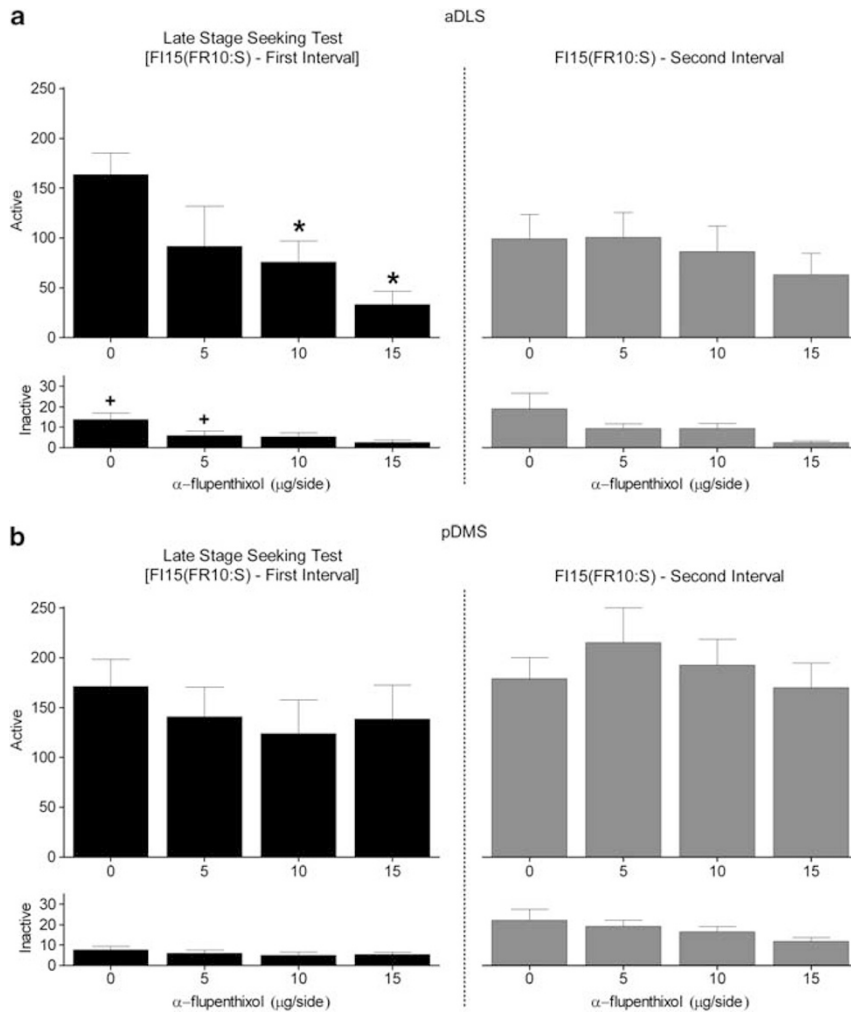 a
aDLS
Late Stage Seeking Test
[FI15(FR10:S) - First Interval]
FI15(FR10:S) - Second Interval
250
200
150
100
50
0
Active
*
*
0 5 10 15
0 5 10 15
30
20
10
0
Inactive
+
+
0 5 10 15
0 5 10 15
α–flupenthixol (μg/side)
α–flupenthixol (μg/side)
b
pDMS
Late Stage Seeking Test
[FI15(FR10:S) - First Interval]
FI15(FR10:S) - Second Interval
250
200
150
100
50
0
Active
0 5 10 15
0 5 10 15
30
20
10
0
Inactive
0 5 10 15
0 5 10 15
α–flupenthixol (μg/side)
α–flupenthixol (μg/side)